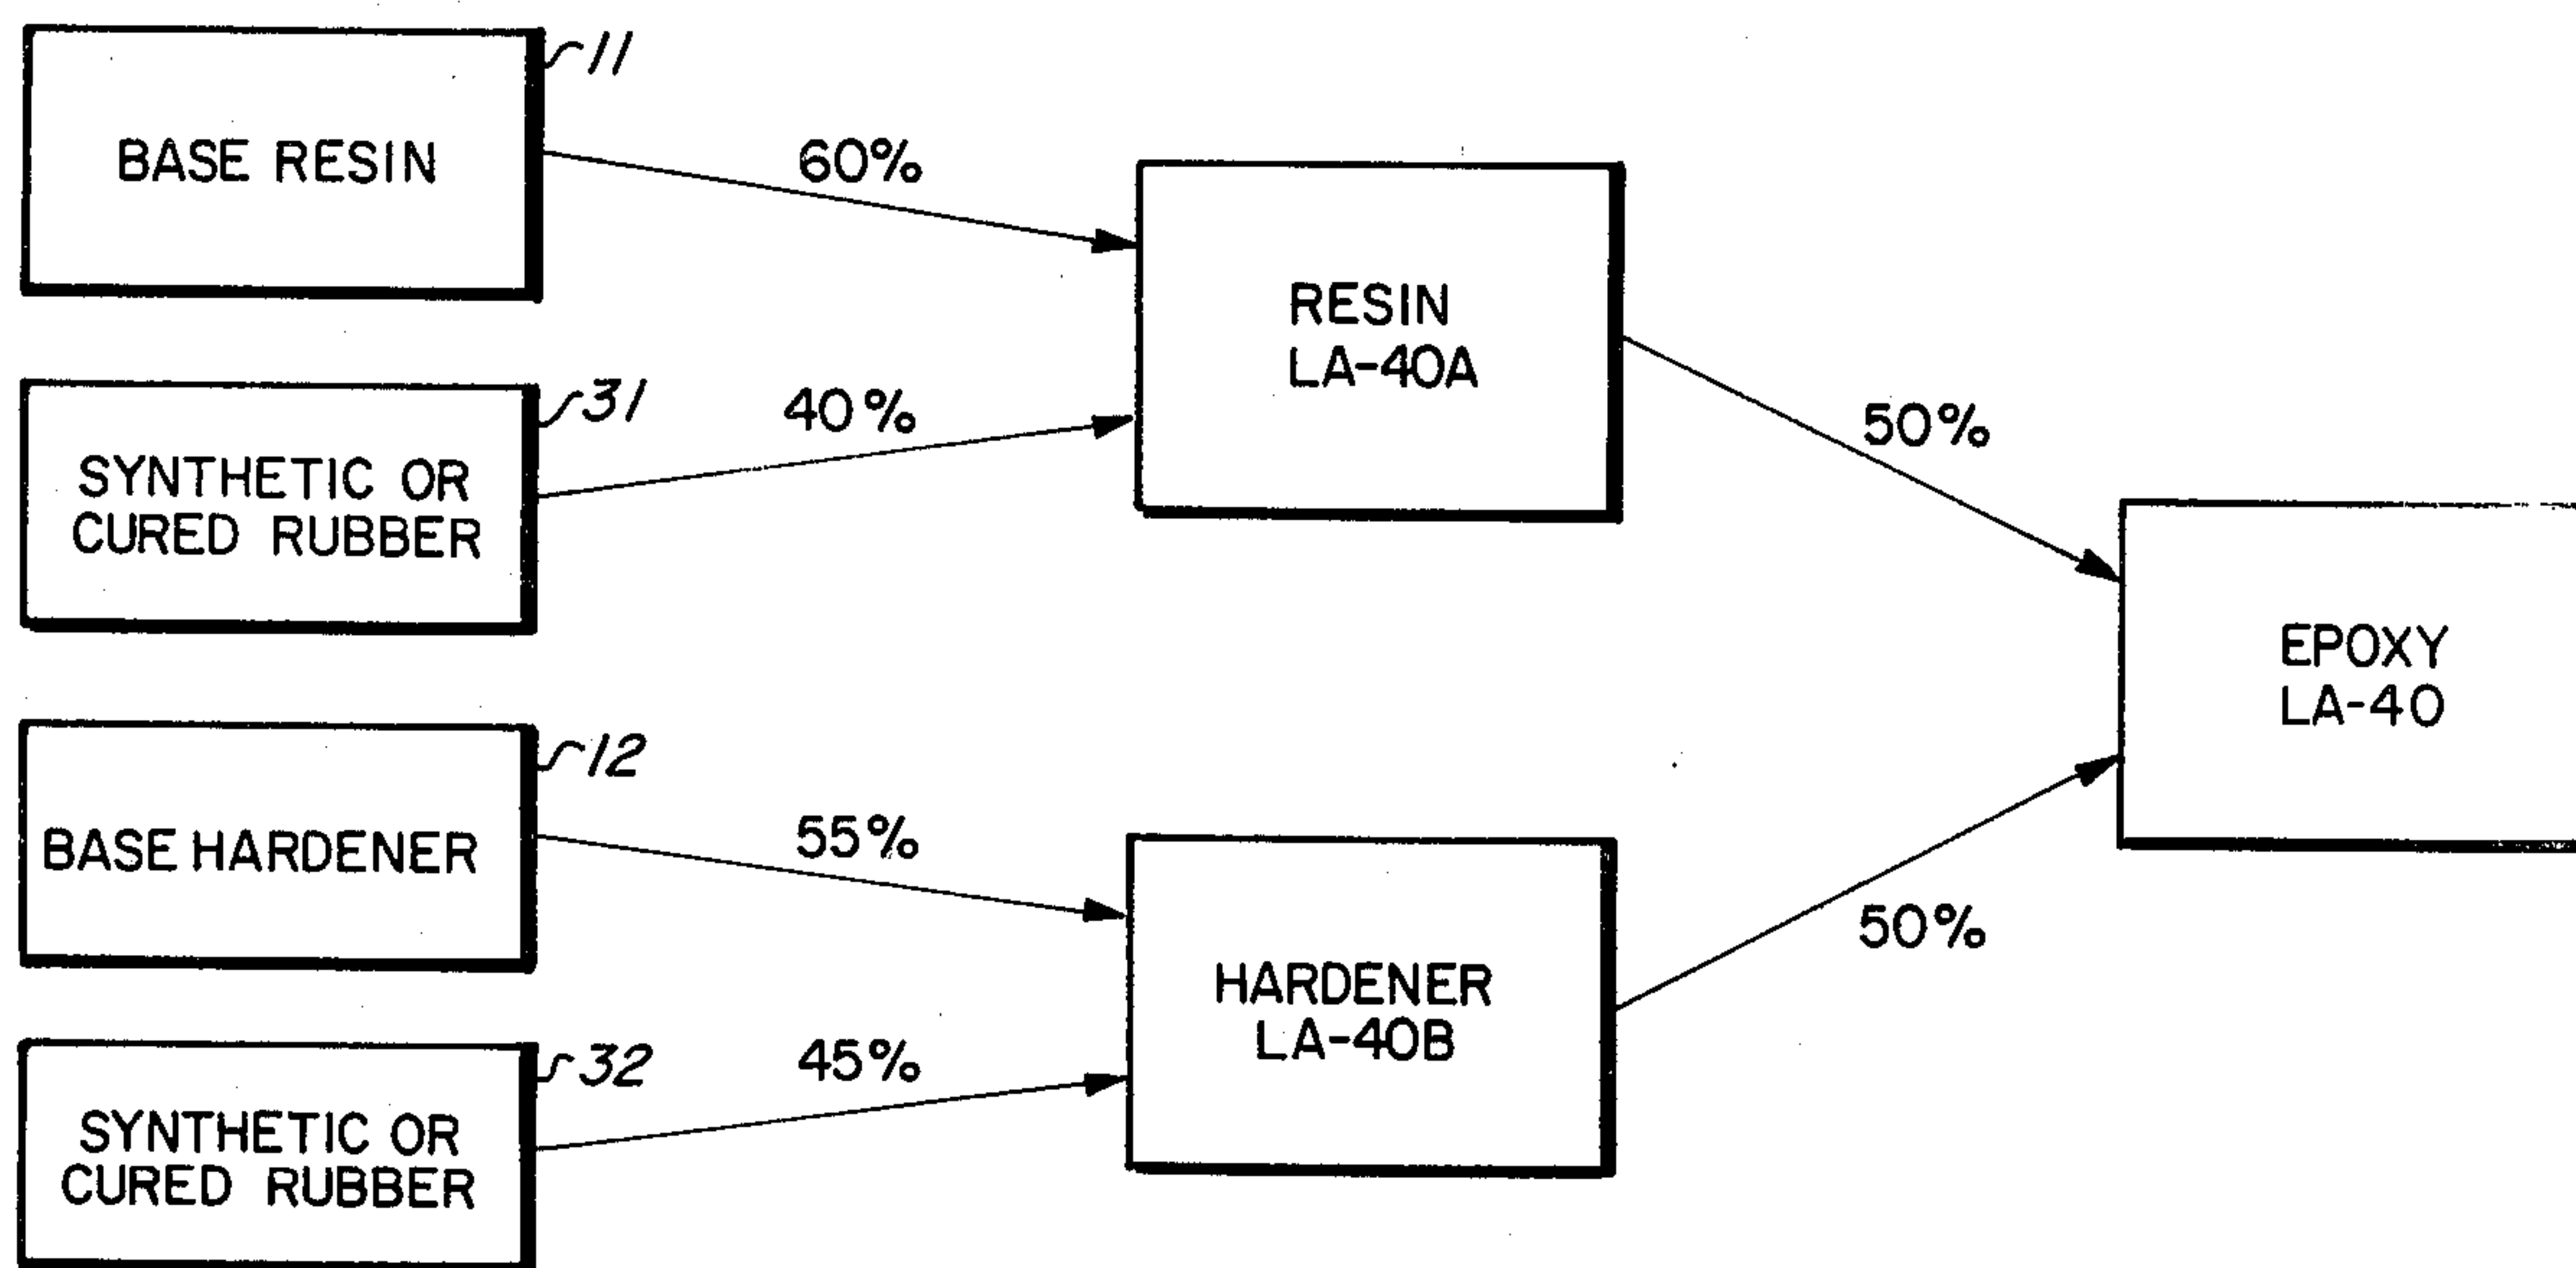 11
BASE RESIN
60%
RESIN
LA-40A
31
40%
SYNTHETIC OR
CURED RUBBER
50%
EPOXY
LA-40
12
BASE HARDENER
55%
HARDENER
LA-40B
50%
32
45%
SYNTHETIC OR
CURED RUBBER